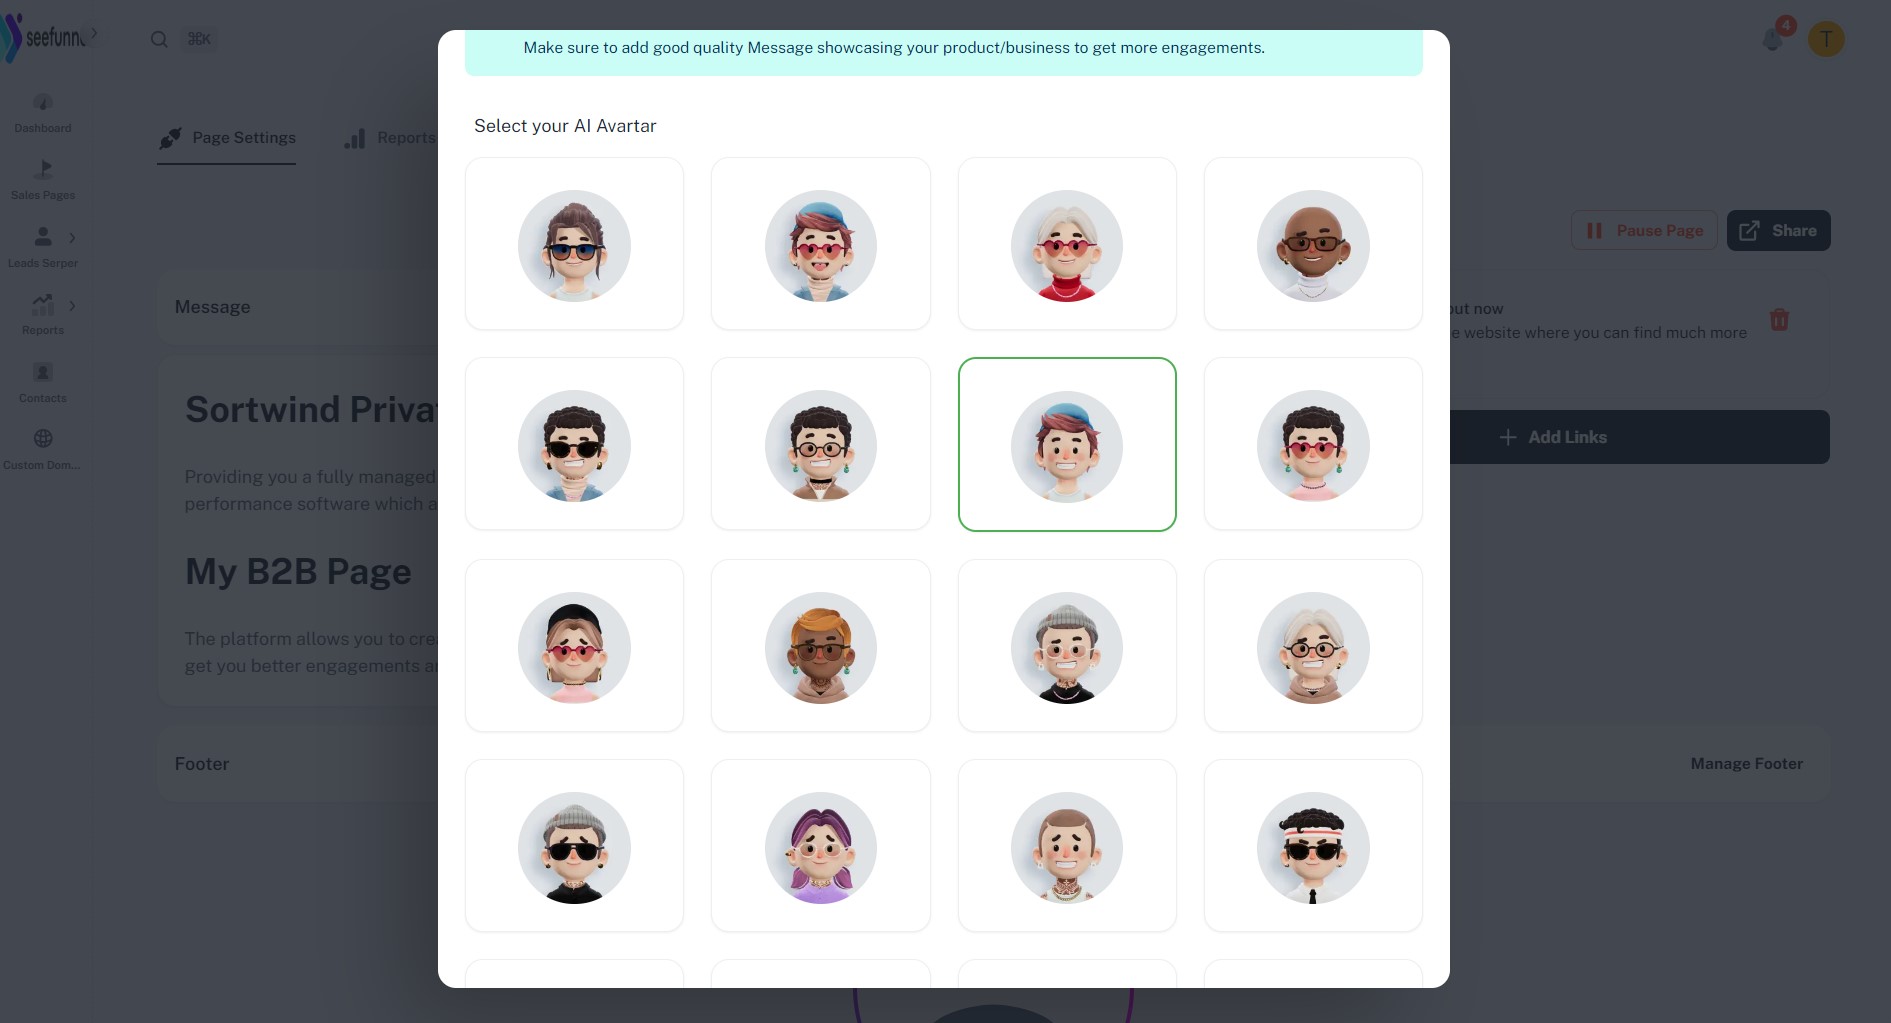 seefunn
⌘K
4
T
Dashboard
Sales Pages
Leads Serper
Reports
Contacts
Custom Dom...
Page Settings
Reports
Pause Page
Share
Message
Sortwind Priva
Providing you a fully managed
performance software which a
My B2B Page
The platform allows you to crea
get you better engagements a
Footer
Make sure to add good quality Message showcasing your product/business to get more engagements.
Select your AI Avartar
out now
e website where you can find much more
Add Links
Manage Footer